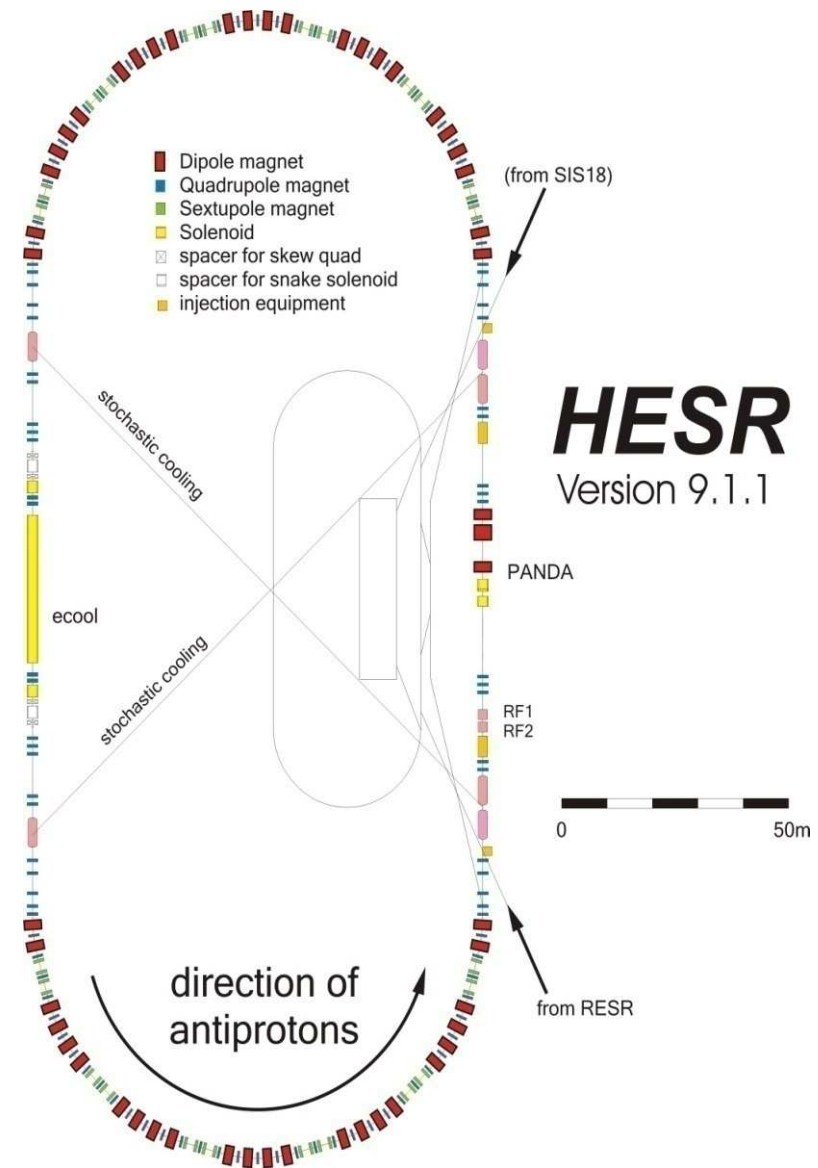 Dipole magnet
Quadrupole magnet
Sextupole magnet
Solenoid
spacer for skew quad
spacer for snake solenoid
injection equipment
(from SIS18)
stochastic cooling
HESR
Version 9.1.1
PANDA
ecool
stochastic cooling
RF1
RF2
0
50m
direction of
antiprotons
from RESR